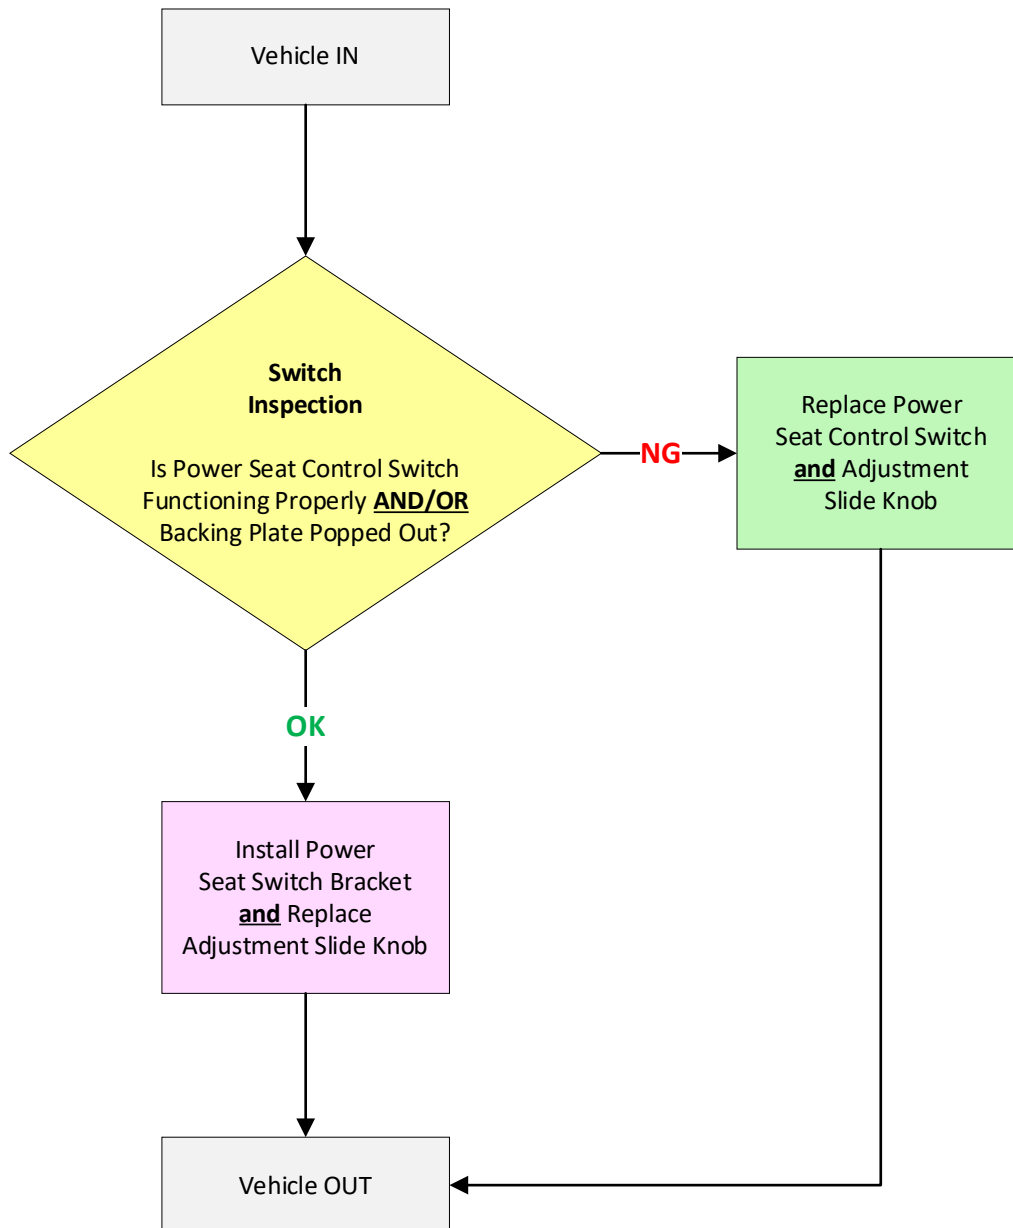 Vehicle IN
Switch
Inspection
Is Power Seat Control Switch
Functioning Properly AND/OR
Backing Plate Popped Out?
NG
Replace Power
Seat Control Switch
and Adjustment
Slide Knob
OK
Install Power
Seat Switch Bracket
and Replace
Adjustment Slide Knob
Vehicle OUT